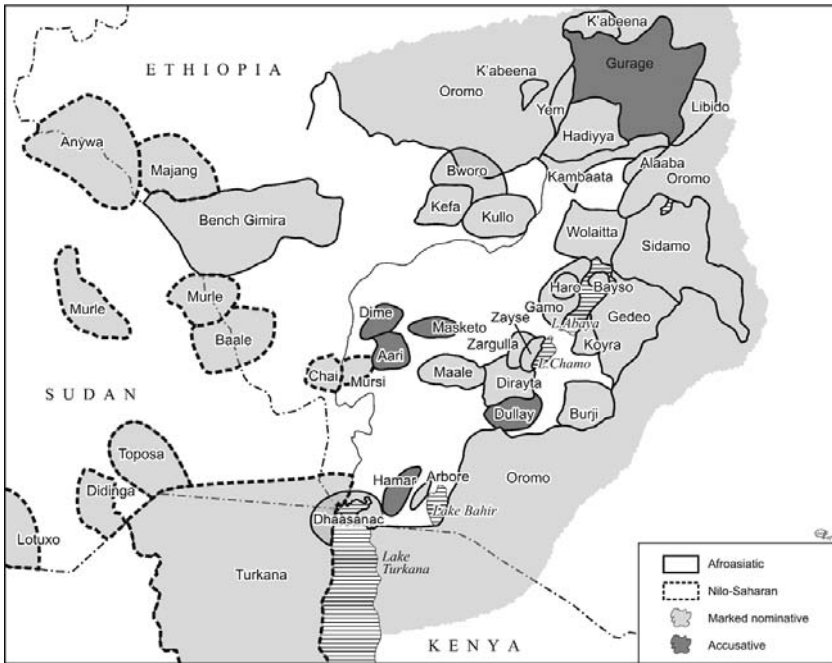 K'abeena
ETHIOPIA
Gurage
K'abeena
Oromo
Yem
Libido
Hadiyya
Anywa
Majang
Alaaba
Bworo
Kambaata
Oromo
Kefa
Kullo
Bench Gimira
Wolaitta
Sidamo
Murle
Murle
Haro
Bayso
Dime
Zayse
Gamo
Gedeo
Masketo
L.Abaya
Baale
Zargulla
Aari
Koyra
L.Chamo
Chai
Mursi
Maale
Dirayta
SUDAN
Dullay
Burji
Toposa
Hamar
Arbore
Oromo
Didinga
Lake Bahir
Dhaasanac
Lotuxo
Lake
Turkana
Turkana
KENYA
Afroasiatic
Nilo-Saharan
Marked nominative
Accusative